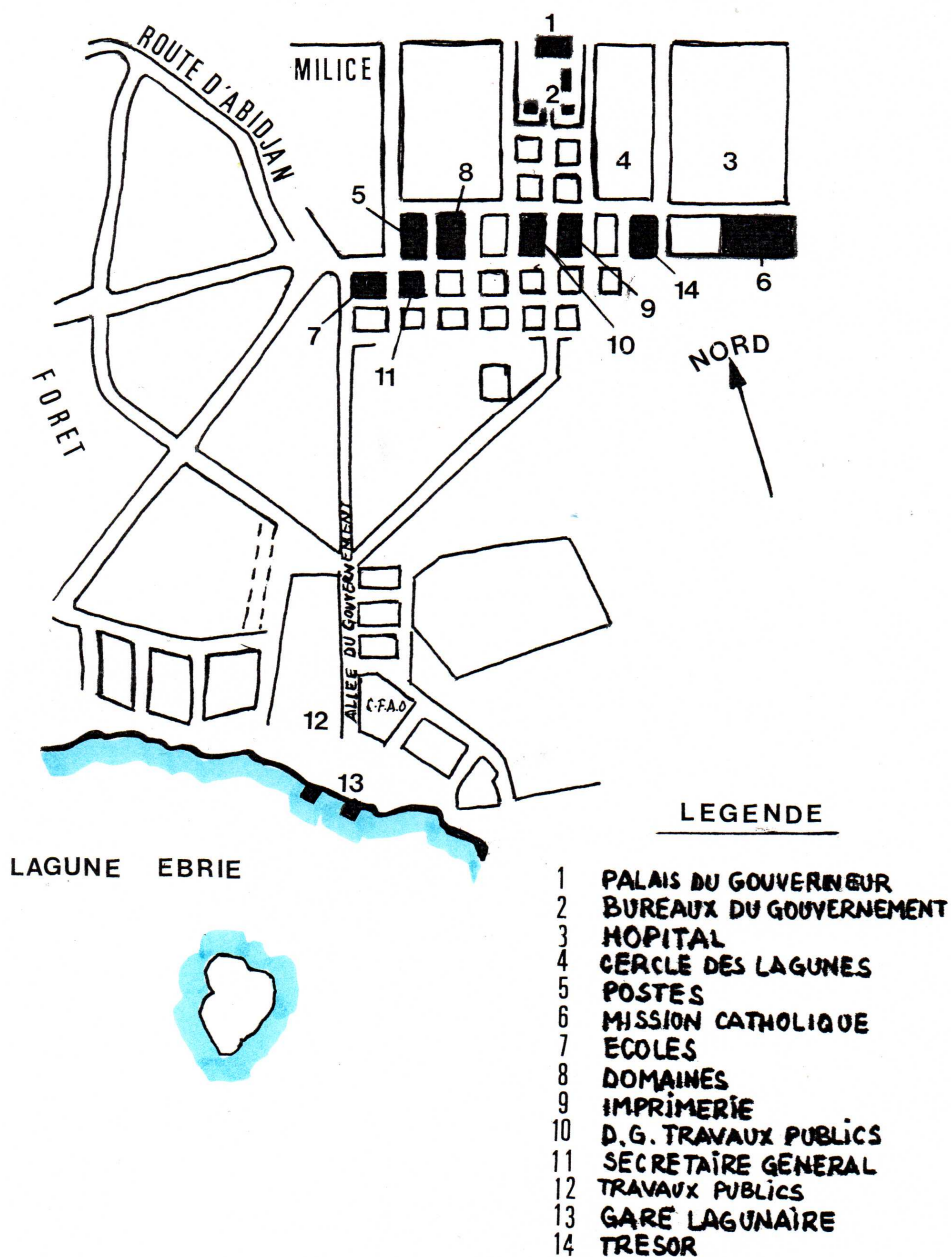 ROUTE D'ABIDJAN
MILICE
1
2
4
3
5
8
6
14
9
10
7
11
NORD
FORET
ALLEE DU GOUVERNEMENT
C.F.A.O
12
13
LAGUNE EBRIE
LEGENDE
1 PALAIS DU GOUVERNEUR
2 BUREAUX DU GOUVERNEMENT
3 HOPITAL
4 CERCLE DES LAGUNES
5 POSTES
6 MISSION CATHOLIQUE
7 ECOLES
8 DOMAINES
9 IMPRIMERIE
10 D.G. TRAVAUX PUBLICS
11 SECRETAIRE GENERAL
12 TRAVAUX PUBLICS
13 GARE LAGUNAIRE
14 TRESOR